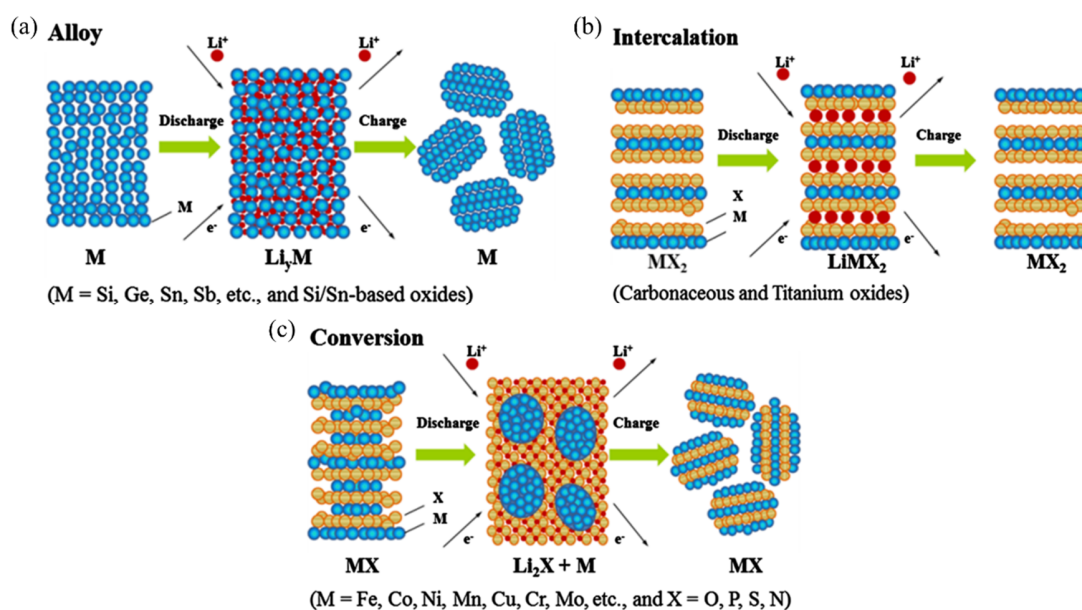 (a) Alloy
Li⁺ Li⁺
Discharge Charge
M
e⁻ e⁻
M LiᵧM M
(M = Si, Ge, Sn, Sb, etc., and Si/Sn-based oxides)
(b) Intercalation
Li⁺ Li⁺
Discharge Charge
X
M
e⁻ e⁻
MX₂ LiMX₂ MX₂
(Carbonaceous and Titanium oxides)
(c) Conversion
Li⁺ Li⁺
Discharge Charge
X
M
e⁻ e⁻
MX Li₂X + M MX
(M = Fe, Co, Ni, Mn, Cu, Cr, Mo, etc., and X = O, P, S, N)